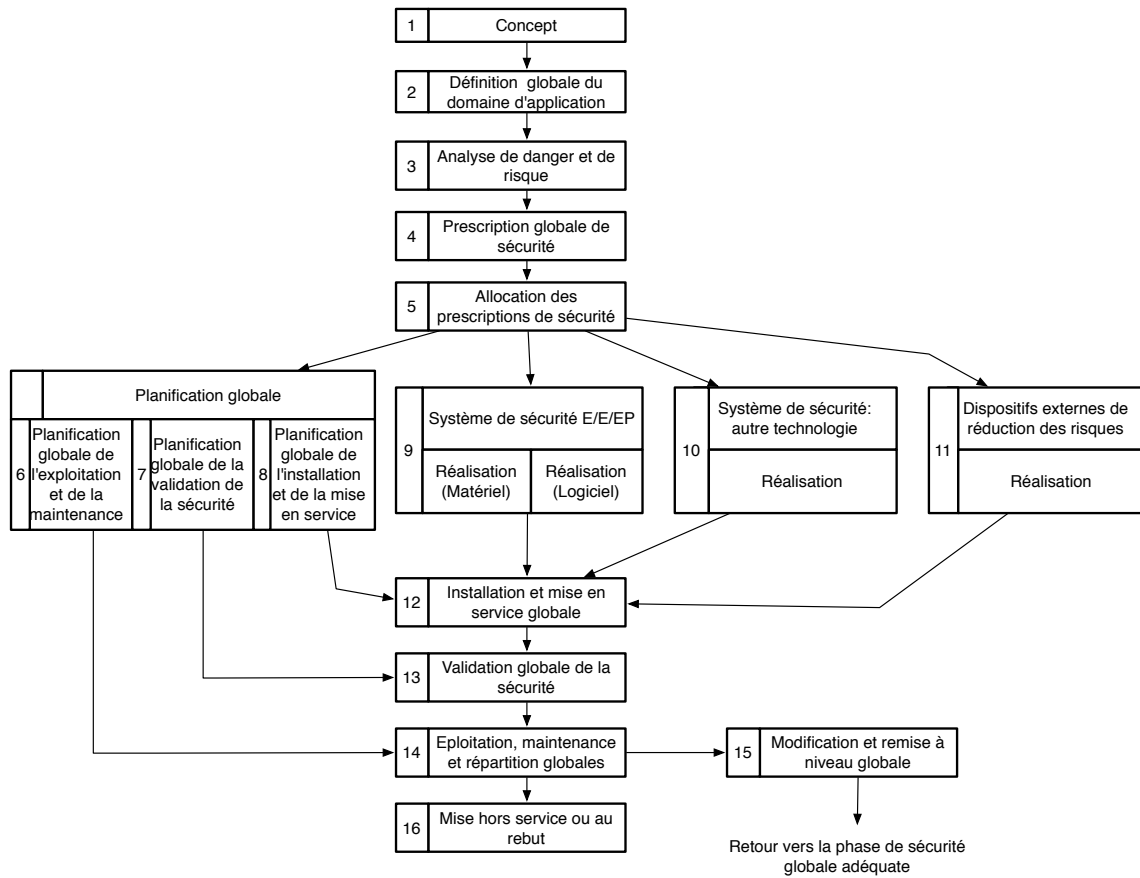 1
Concept
2
Définition globale du
domaine d'application
3
Analyse de danger et de
risque
4
Prescription globale de
sécurité
5
Allocation des
prescriptions de sécurité
Planification globale
6
Planification
globale de
l'exploitation
et de la
maintenance
7
Planification
globale de la
validation de
la sécurité
8
Planification
globale de
l'installation
et de la mise
en service
9
Système de sécurité E/E/EP
Réalisation
(Matériel)
Réalisation
(Logiciel)
10
Système de sécurité:
autre technologie
Réalisation
11
Dispositifs externes de
réduction des risques
Réalisation
12
Installation et mise en
service globale
13
Validation globale de la
sécurité
14
Eploitation, maintenance
et répartition globales
15
Modification et remise à
niveau globale
16
Mise hors service ou au
rebut
Retour vers la phase de sécurité
globale adéquate